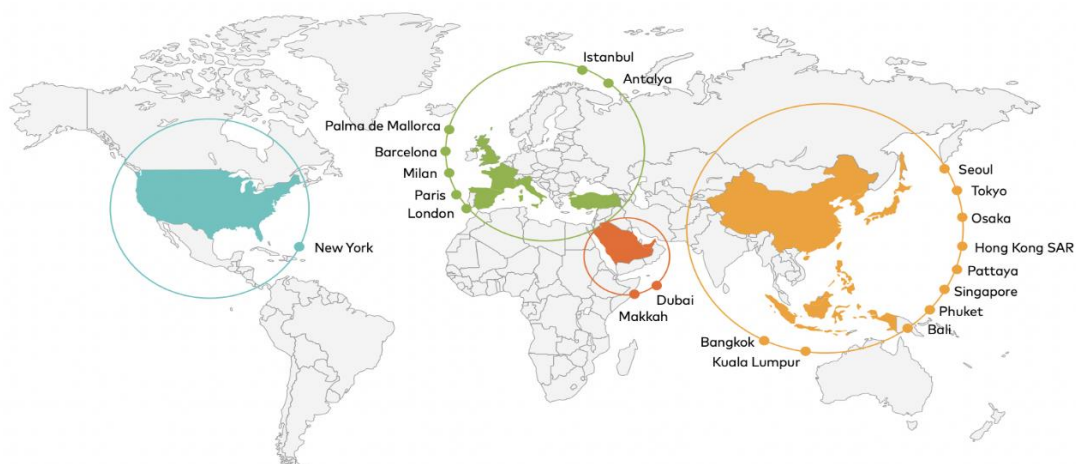 Istanbul
Antalya
Palma de Mallorca
Barcelona
Milan
Paris
London
New York
Dubai
Makkah
Seoul
Tokyo
Osaka
Hong Kong SAR
Pattaya
Singapore
Phuket
Bali
Bangkok
Kuala Lumpur